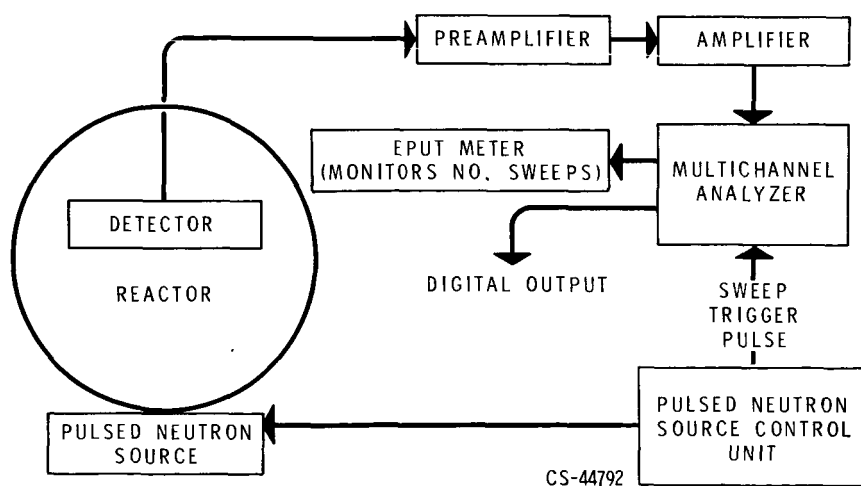 PREAMPLIFIER
AMPLIFIER
EPUT METER
(MONITORS NO. SWEEPS)
MULTICHANNEL
ANALYZER
DETECTOR
REACTOR
DIGITAL OUTPUT
SWEEP
TRIGGER
PULSE
PULSED NEUTRON
SOURCE
PULSED NEUTRON
SOURCE CONTROL
UNIT
CS-44792